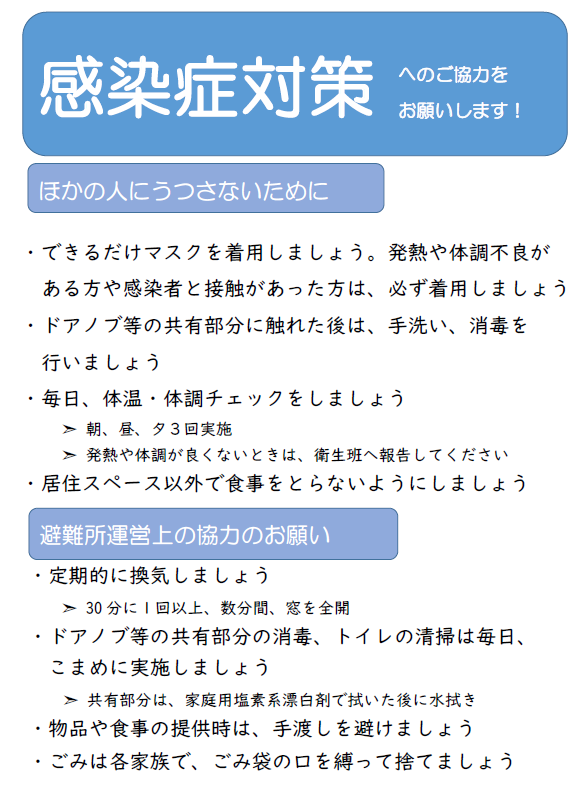 感染症対策
へのご協力を
お願いします！
ほかの人にうつさないために
・できるだけマスクを着用しましょう。発熱や体調不良が
ある方や感染者と接触があった方は、必ず着用しましょう
・ドアノブ等の共有部分に触れた後は、手洗い、消毒を
行いましょう
・毎日、体温・体調チェックをしましょう
➣ 朝、昼、夕３回実施
➣ 発熱や体調が良くないときは、衛生班へ報告してください
・居住スペース以外で食事をとらないようにしましょう
避難所運営上の協力のお願い
・定期的に換気しましょう
➣ 30 分に１回以上、数分間、窓を全開
・ドアノブ等の共有部分の消毒、トイレの清掃は毎日、
こまめに実施しましょう
➣ 共有部分は、家庭用塩素系漂白剤で拭いた後に水拭き
・物品や食事の提供時は、手渡しを避けましょう
・ごみは各家族で、ごみ袋の口を縛って捨てましょう